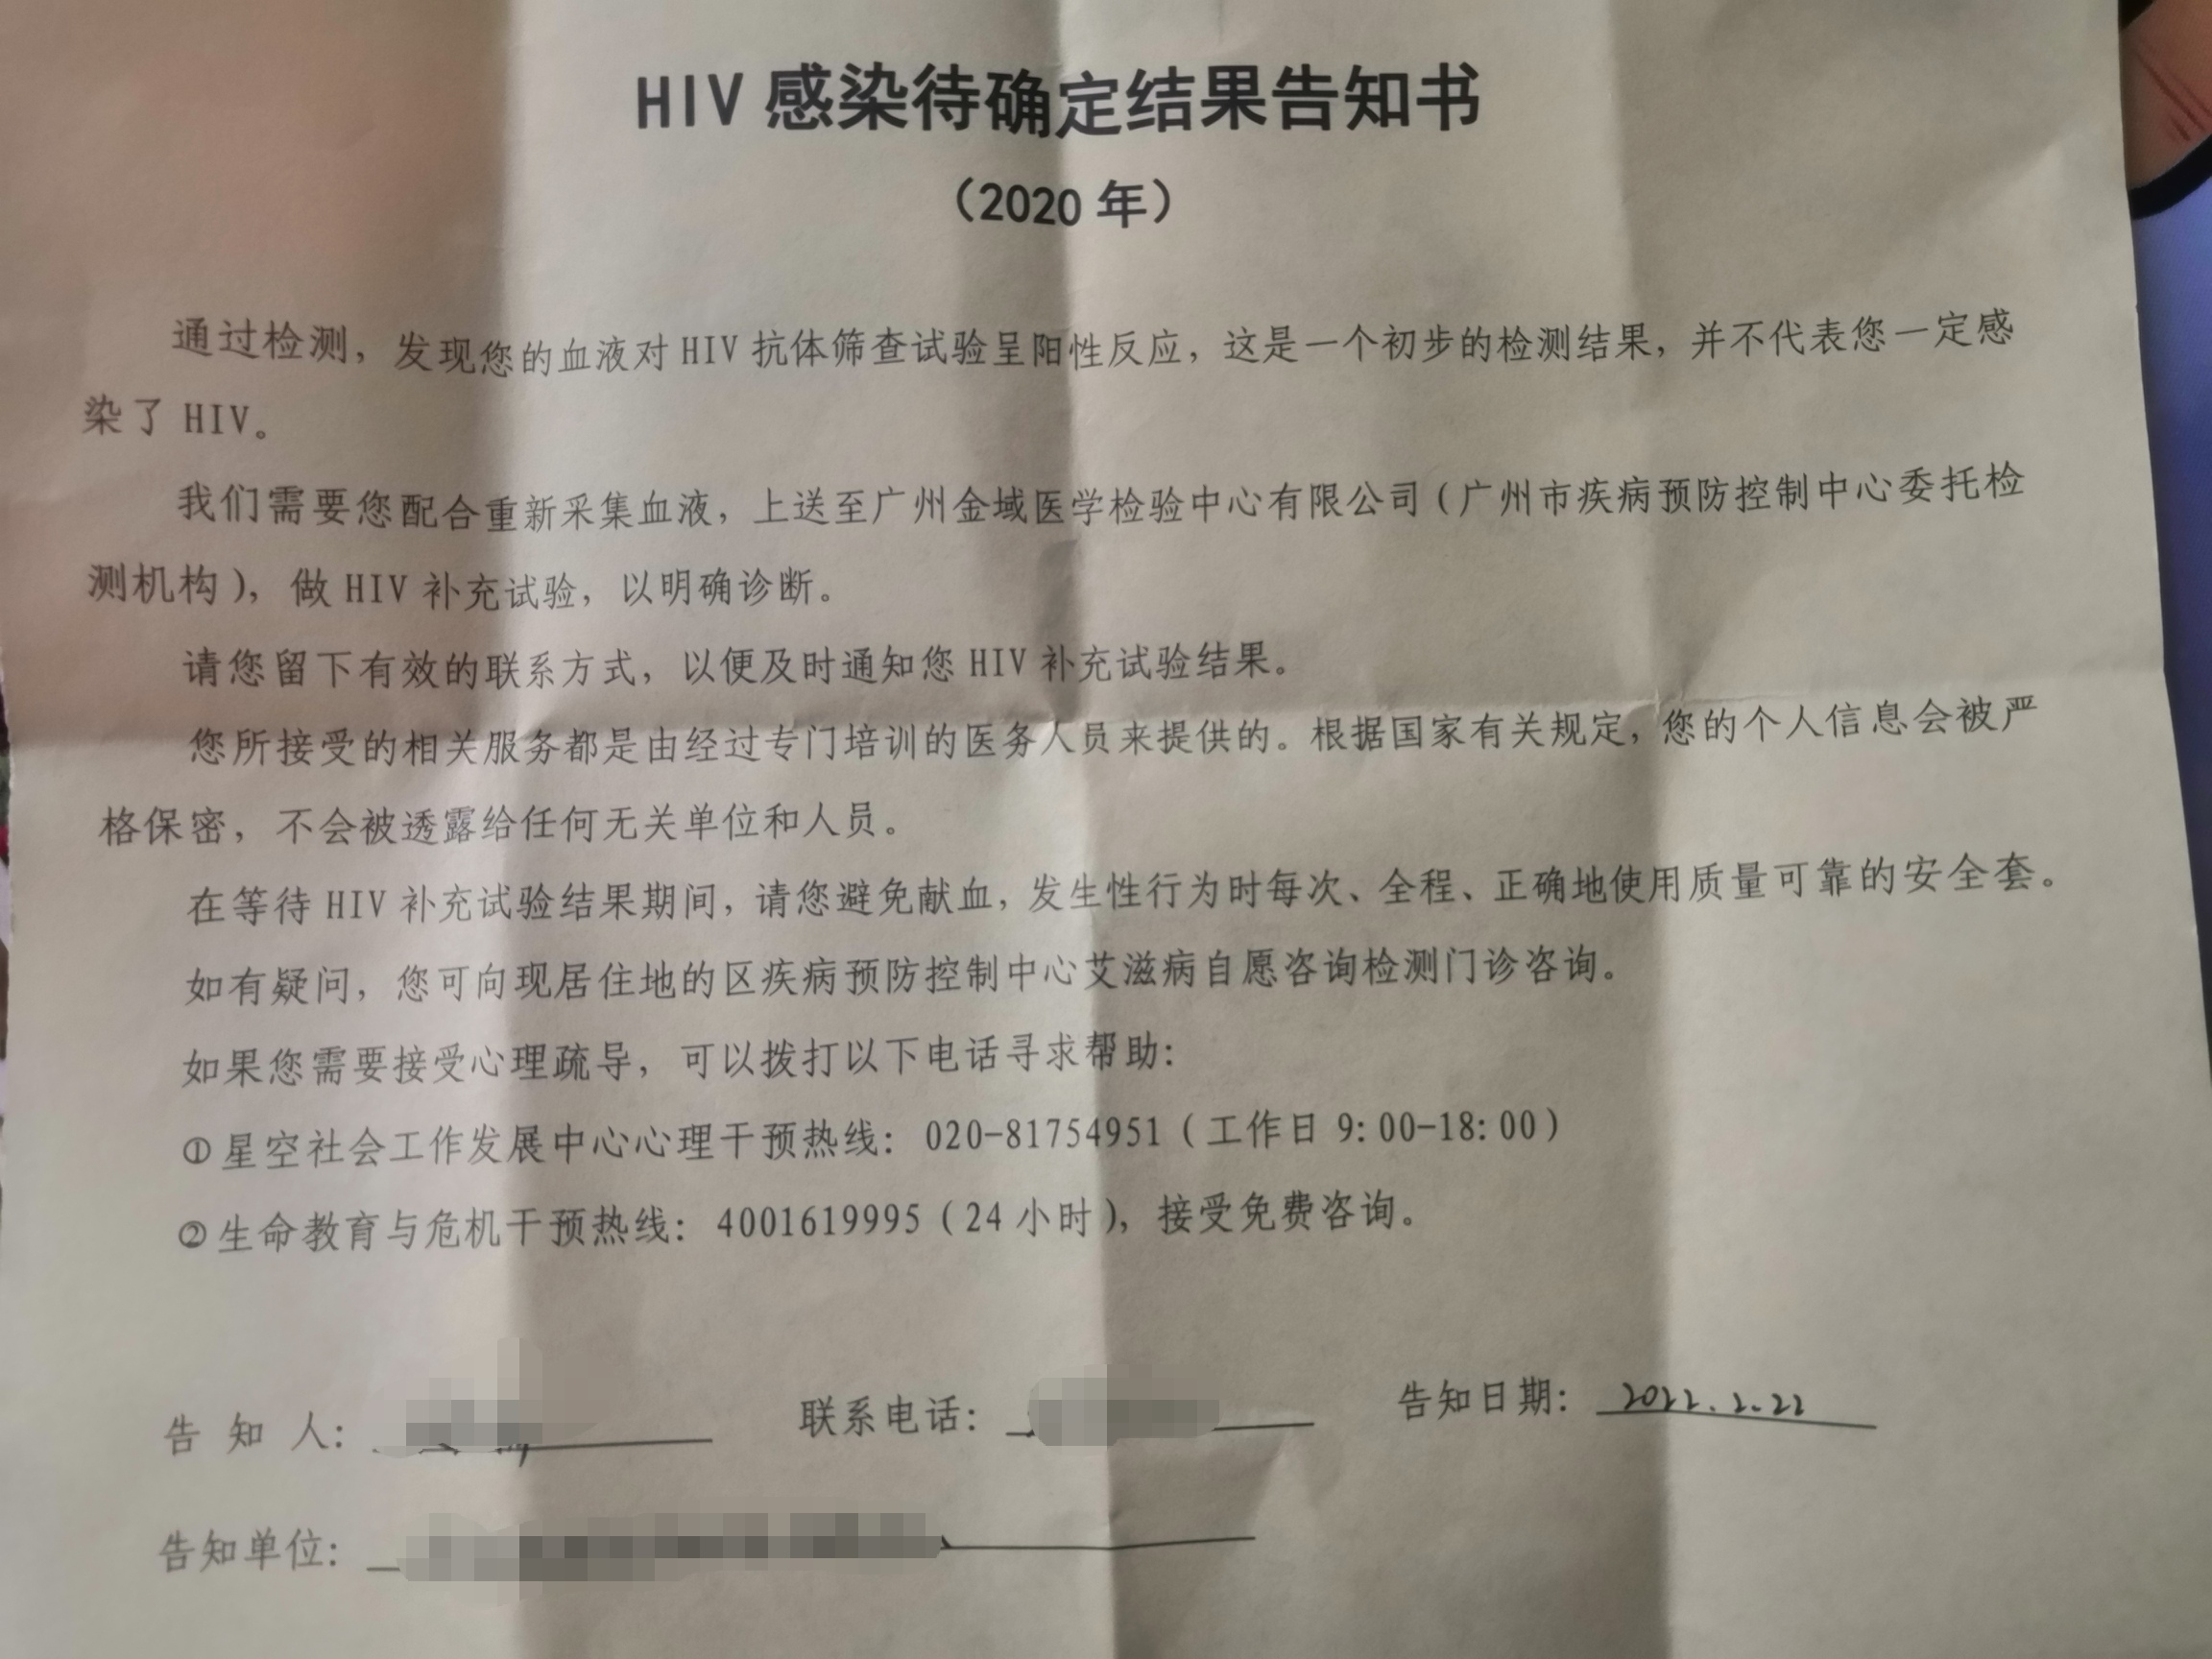 HIV 感染待确定结果告知书
（2020 年）
通过检测，发现您的血液对 HIV 抗体筛查试验呈阳性反应，这是一个初步的检测结果，并不代表您一定感
染了 HIV。
我们需要您配合重新采集血液，上送至广州金域医学检验中心有限公司（广州市疾病预防控制中心委托检
测机构），做 HIV 补充试验，以明确诊断。
请您留下有效的联系方式，以便及时通知您 HIV 补充试验结果。
您所接受的相关服务都是由经过专门培训的医务人员来提供的。根据国家有关规定，您的个人信息会被严
格保密，不会被透露给任何无关单位和人员。
在等待 HIV 补充试验结果期间，请您避免献血，发生性行为时每次、全程、正确地使用质量可靠的安全套。
如有疑问，您可向现居住地的区疾病预防控制中心艾滋病自愿咨询检测门诊咨询。
如果您需要接受心理疏导，可以拨打以下电话寻求帮助：
①星空社会工作发展中心心理干预热线：020-81754951（工作日 9：00-18：00）
②生命教育与危机干预热线：4001619995（24 小时），接受免费咨询。
告 知 人： 联系电话： 告知日期：2022.2.22
告知单位：